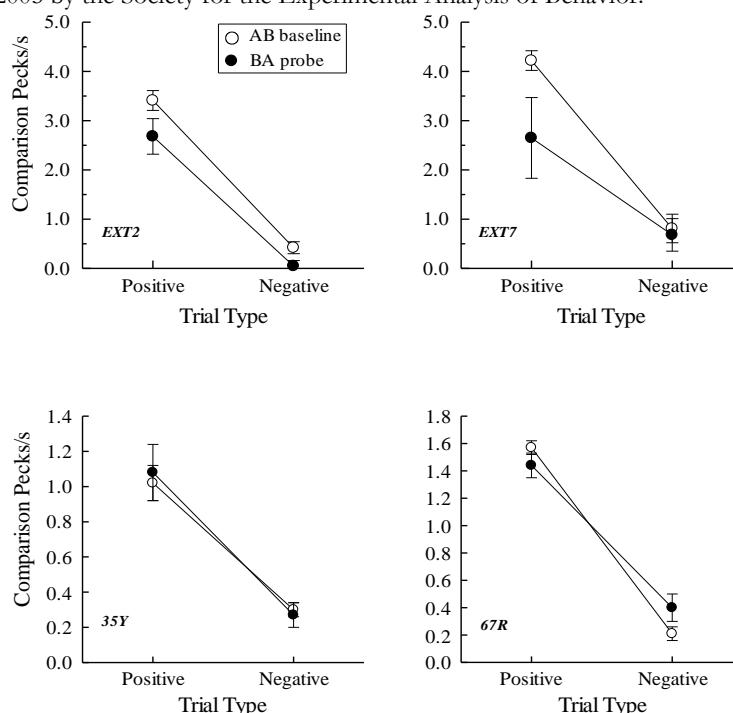 2005 by the Society for the Experimental Analysis of Behavior.
5.0
4.0
3.0
2.0
1.0
0.0
Comparison Pecks/s
AB baseline
BA probe
EXT2
Positive
Negative
Trial Type
5.0
4.0
3.0
2.0
1.0
0.0
EXT7
Positive
Negative
Trial Type
1.4
1.2
1.0
0.8
0.6
0.4
0.2
0.0
Comparison Pecks/s
35Y
Positive
Negative
Trial Type
1.8
1.6
1.4
1.2
1.0
0.8
0.6
0.4
0.2
0.0
67R
Positive
Negative
Trial Type